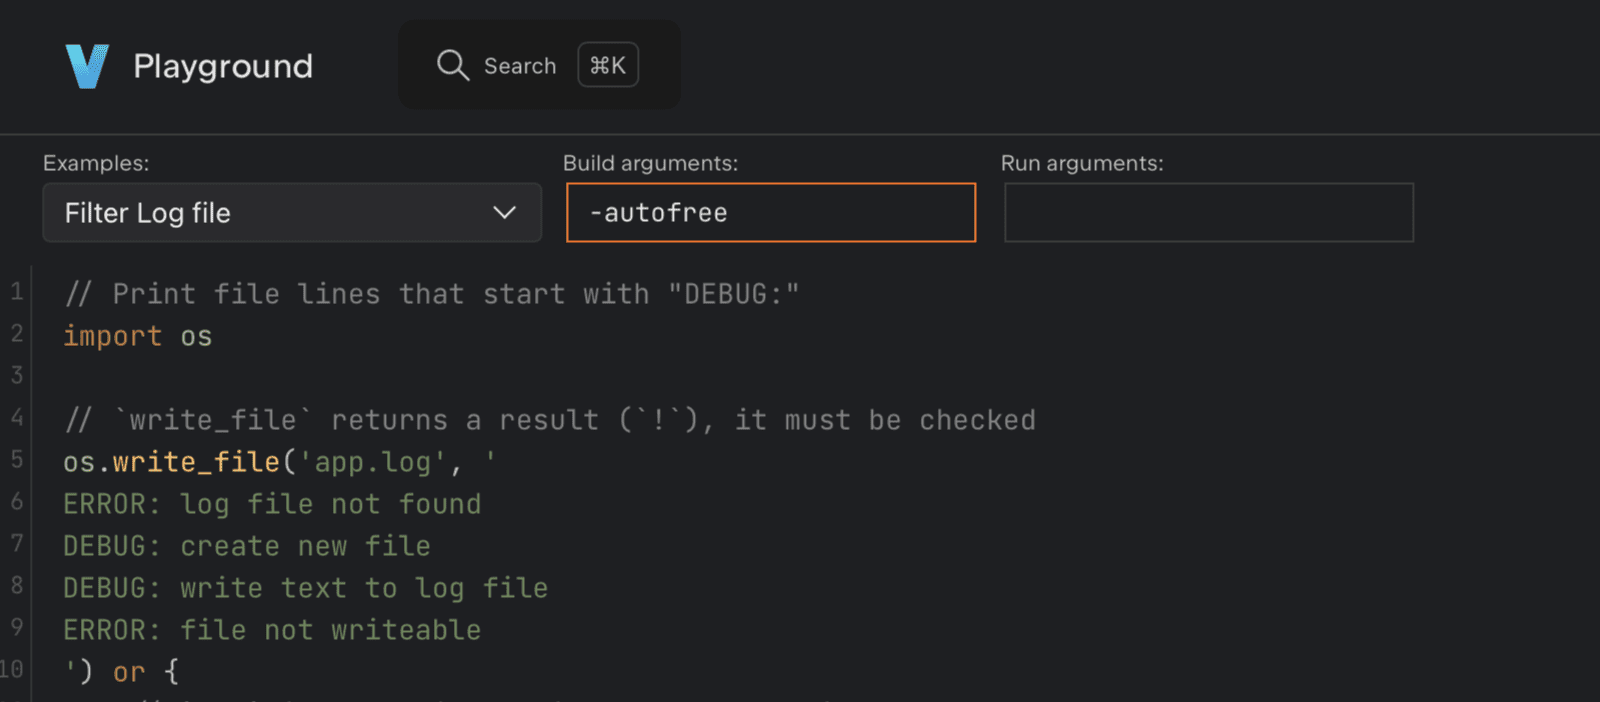 V Playground
Search ⌘K
Examples:
Build arguments:
Run arguments:
Filter Log file
-autofree
1 // Print file lines that start with "DEBUG:"
2 import os
3
4 // `write_file` returns a result (`!`), it must be checked
5 os.write_file('app.log', '
6 ERROR: log file not found
7 DEBUG: create new file
8 DEBUG: write text to log file
9 ERROR: file not writeable
10 ') or {